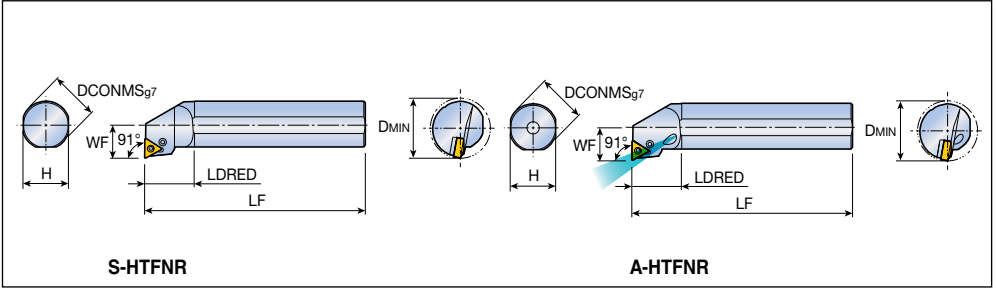 DCONMSg7
WF 91°
H
LDRED
LF
DMIN
S-HTFNR
DCONMSg7
WF 91°
H
LDRED
LF
DMIN
A-HTFNR